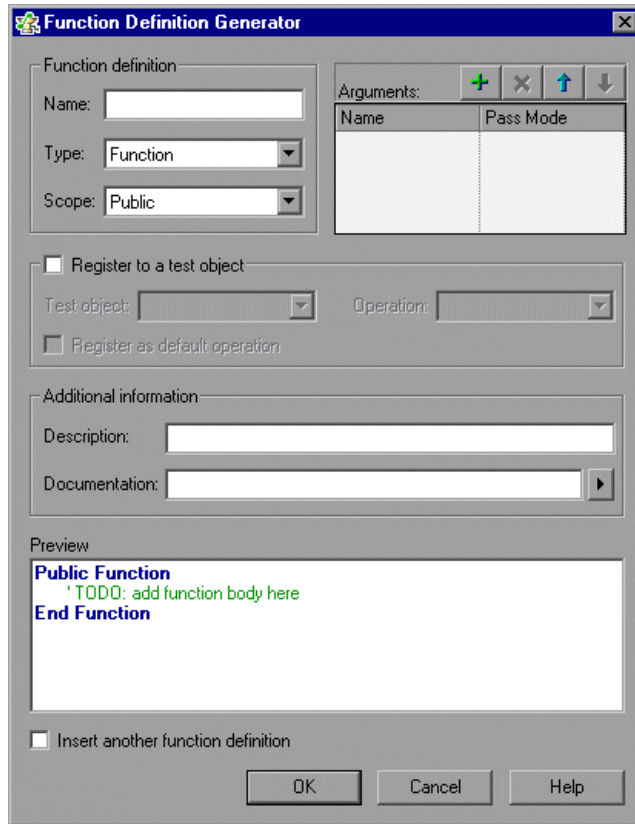 Function Definition Generator
Function definition
Name:
Type: Function
Scope: Public
Arguments:
Name Pass Mode
Register to a test object
Test object: Operation:
Register as default operation
Additional information
Description:
Documentation:
Preview
Public Function
' TODO: add function body here
End Function
Insert another function definition
OK Cancel Help